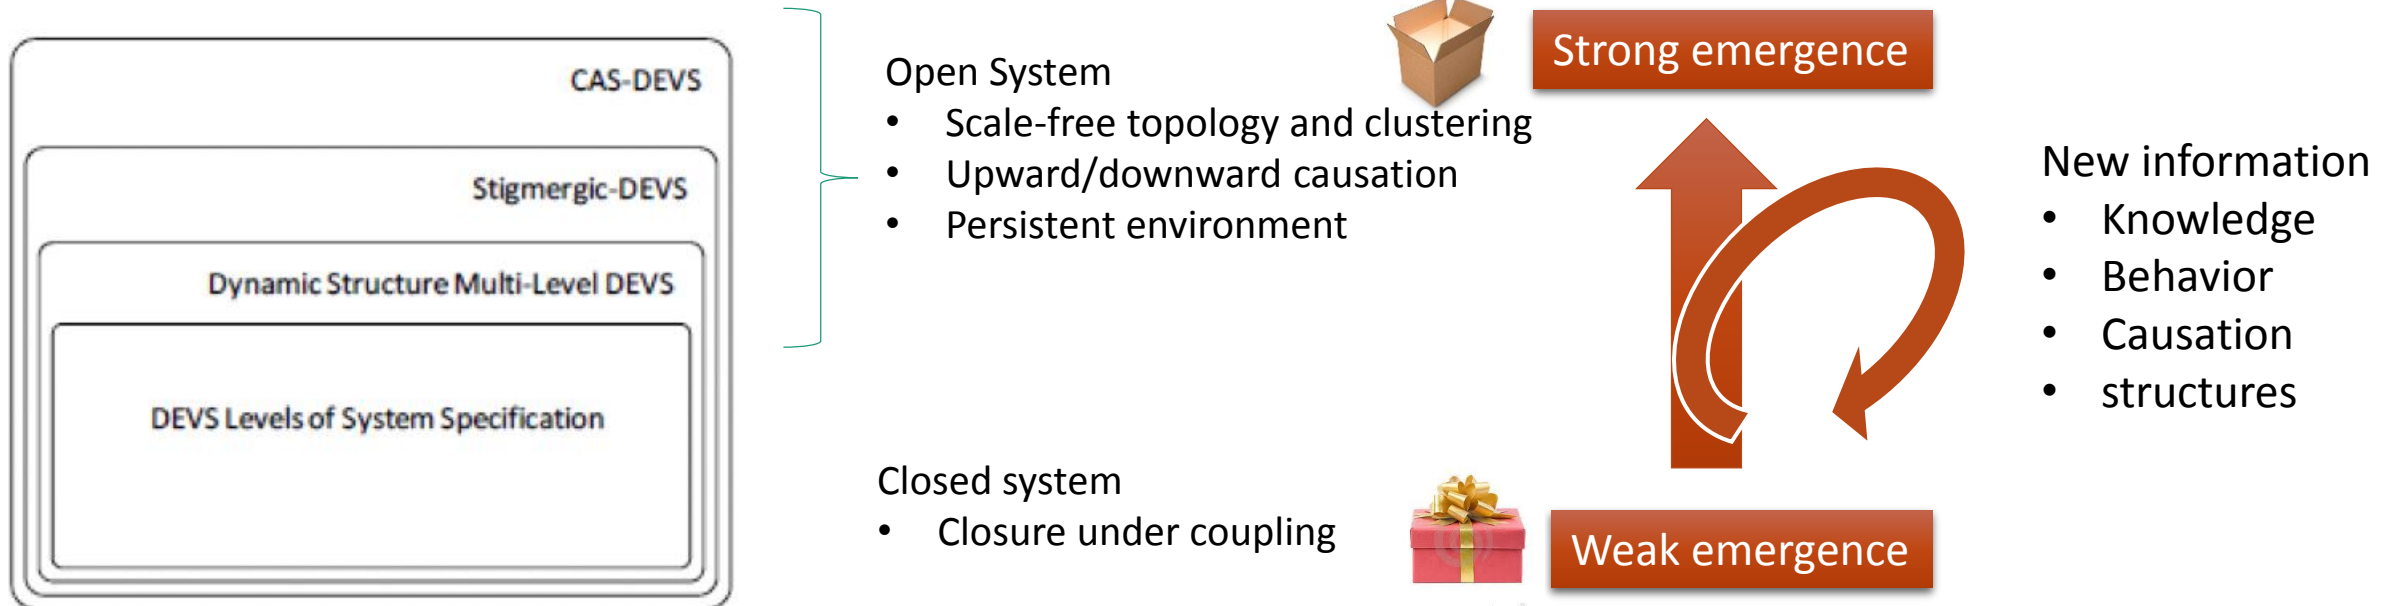 CAS-DEVS
Stigmergic-DEVS
Dynamic Structure Multi-Level DEVS
DEVS Levels of System Specification
Open System
• Scale-free topology and clustering
• Upward/downward causation
• Persistent environment
Closed system
• Closure under coupling
Strong emergence
Weak emergence
New information
• Knowledge
• Behavior
• Causation
• structures